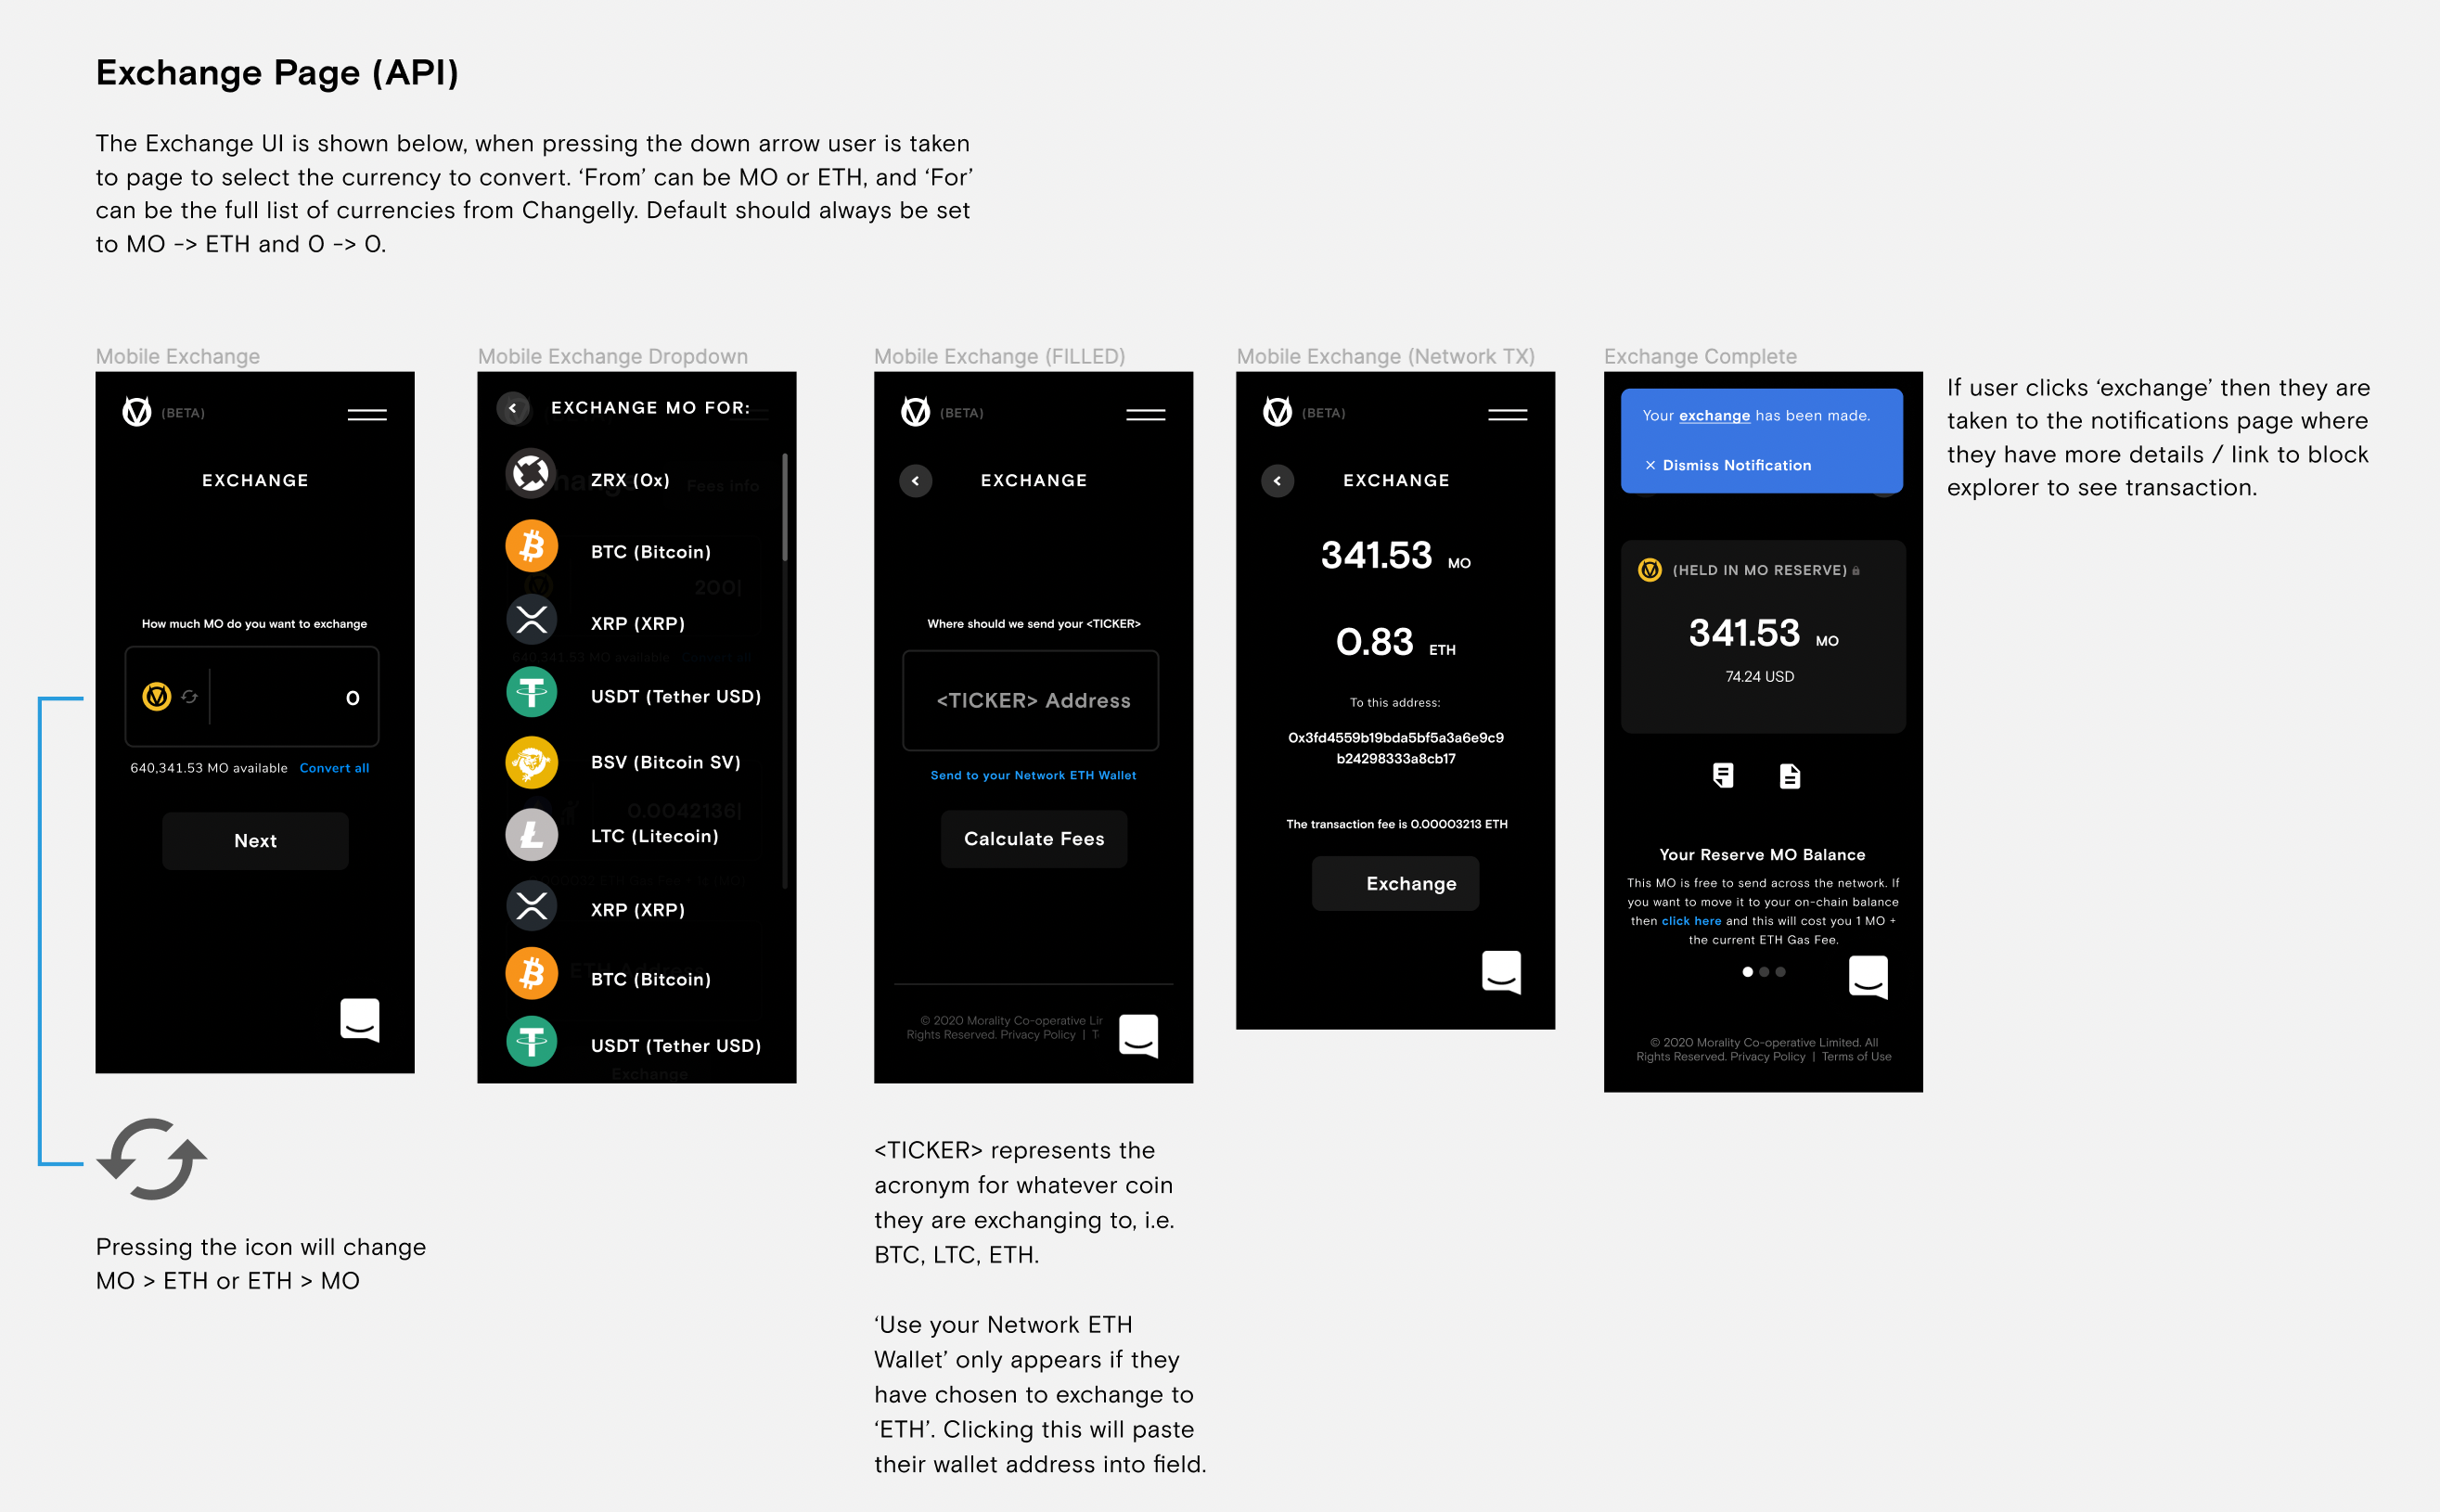 Exchange Page (API)
The Exchange UI is shown below, when pressing the down arrow user is taken
to page to select the currency to convert. ‘From’ can be MO or ETH, and ‘For’
can be the full list of currencies from Changelly. Default should always be set
to MO -> ETH and 0 -> 0.
Mobile Exchange
(BETA)
EXCHANGE
How much MO do you want to exchange
0
640,341.53 MO available Convert all
Next
Pressing the icon will change
MO > ETH or ETH > MO
Mobile Exchange Dropdown
EXCHANGE MO FOR:
ZRX (0x)
Fees info
BTC (Bitcoin)
200|
XRP (XRP)
640,341.53 MO available Convert all
USDT (Tether USD)
BSV (Bitcoin SV)
0.0042136|
LTC (Litecoin)
XRP (XRP)
BTC (Bitcoin)
USDT (Tether USD)
Exchange
Mobile Exchange (FILLED)
(BETA)
EXCHANGE
Where should we send your <TICKER>
<TICKER> Address
Send to your Network ETH Wallet
Calculate Fees
© 2020 Morality Co-operative Lir
Rights Reserved. Privacy Policy | T
<TICKER> represents the
acronym for whatever coin
they are exchanging to, i.e.
BTC, LTC, ETH.
‘Use your Network ETH
Wallet’ only appears if they
have chosen to exchange to
‘ETH’. Clicking this will paste
their wallet address into field.
Mobile Exchange (Network TX)
(BETA)
EXCHANGE
341.53 MO
0.83 ETH
To this address:
0x3fd4559b19bda5bf5a3a6e9c9
b24298333a8cb17
The transaction fee is 0.00003213 ETH
Exchange
Exchange Complete
Your exchange has been made.
× Dismiss Notification
(HELD IN MO RESERVE)
341.53 MO
74.24 USD
Your Reserve MO Balance
This MO is free to send across the network. If
you want to move it to your on-chain balance
then click here and this will cost you 1 MO +
the current ETH Gas Fee.
© 2020 Morality Co-operative Limited. All
Rights Reserved. Privacy Policy | Terms of Use
If user clicks ‘exchange’ then they are
taken to the notifications page where
they have more details / link to block
explorer to see transaction.